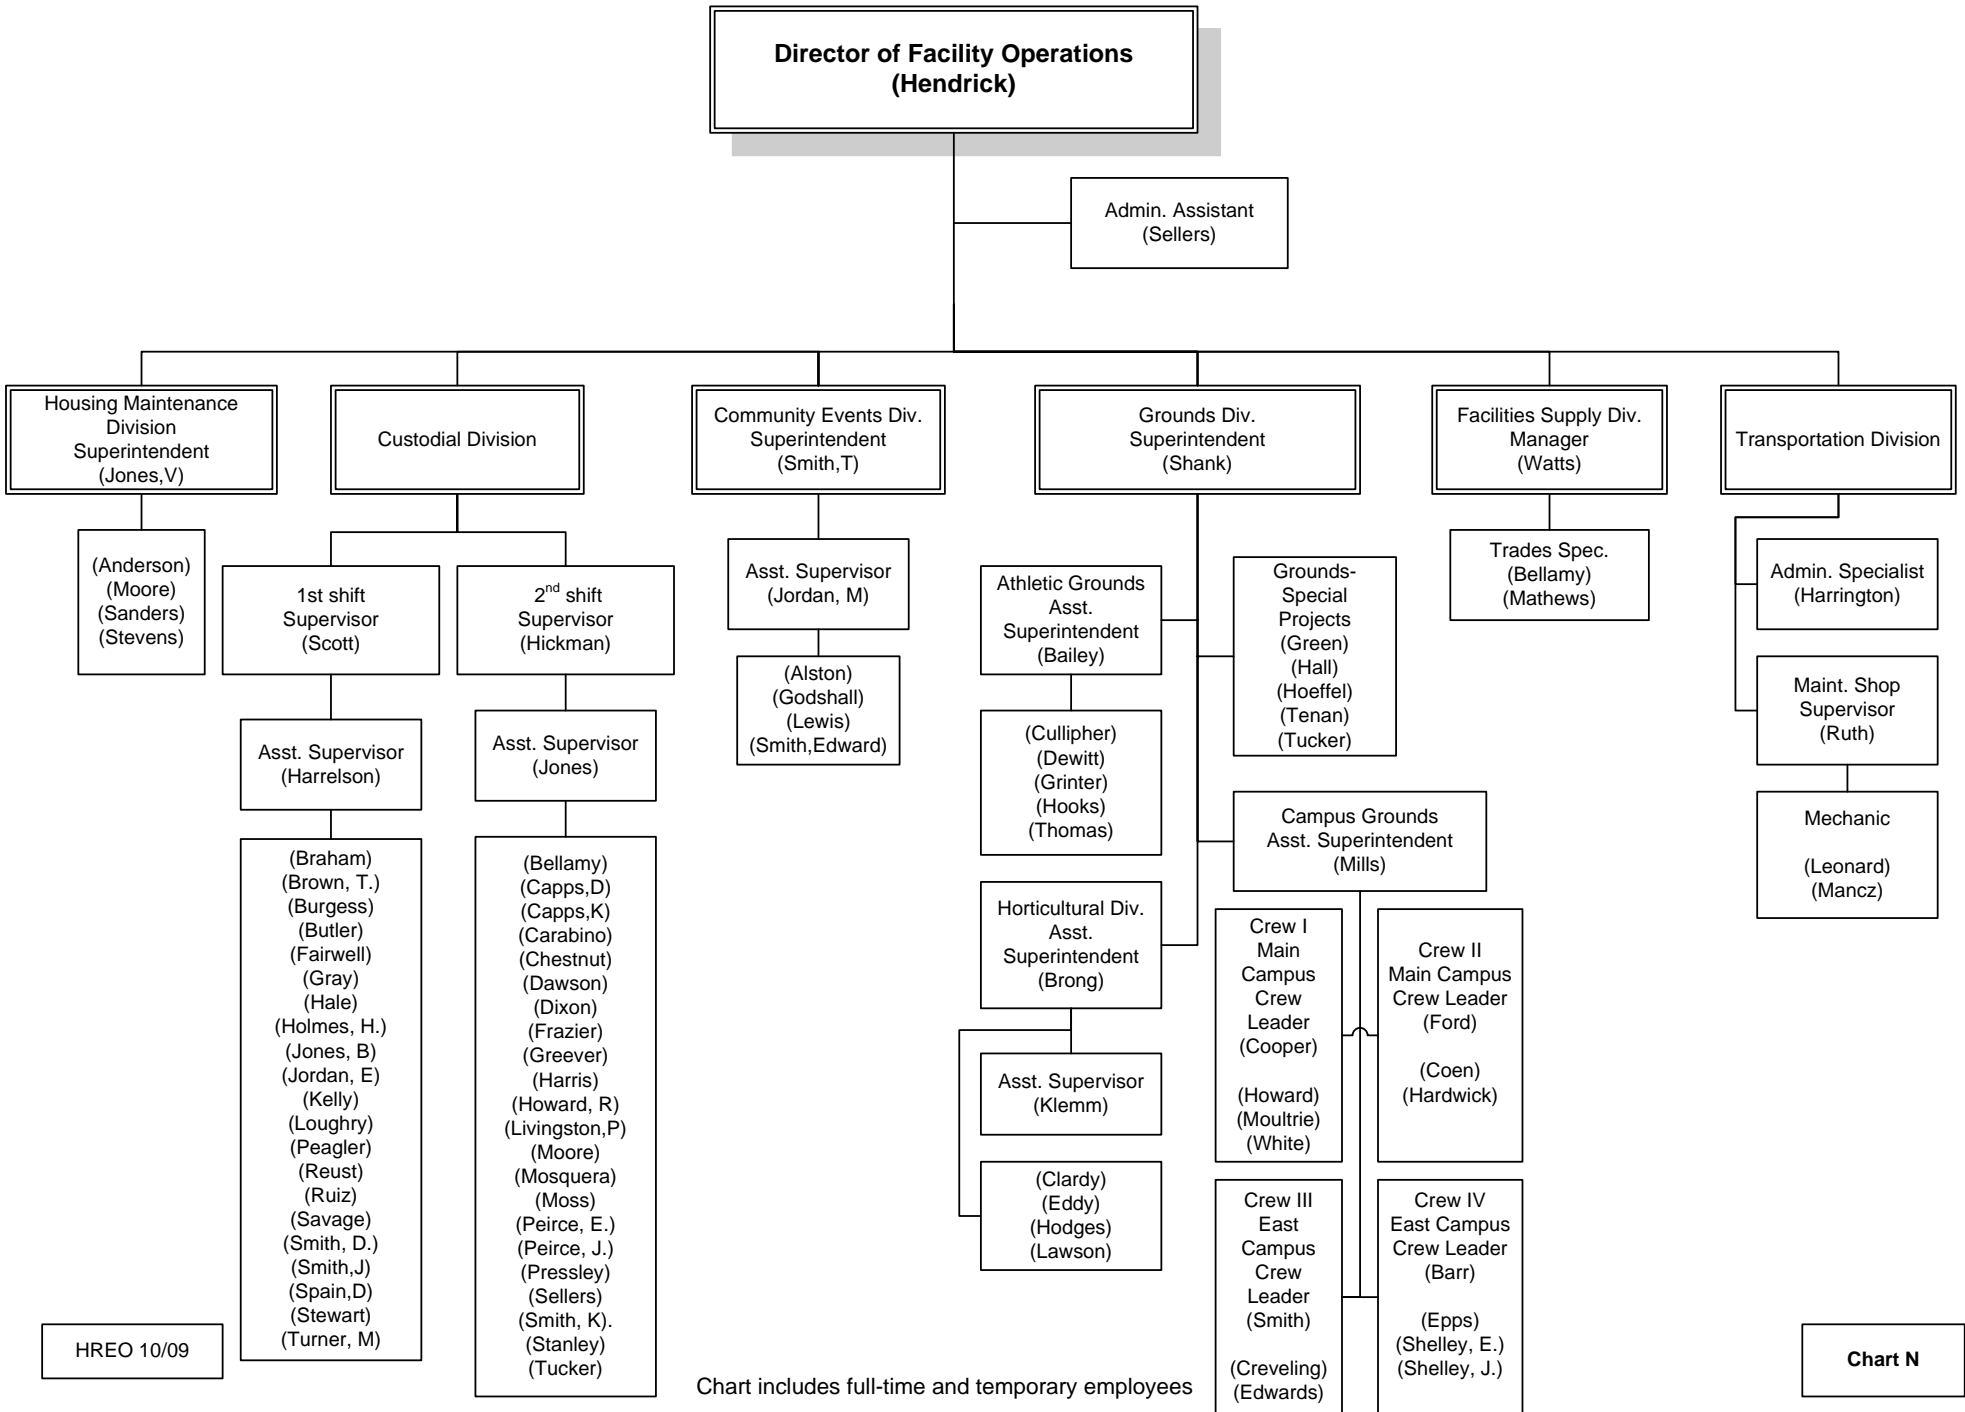 Director of Facility Operations
(Hendrick)
Admin. Assistant
(Sellers)
Housing Maintenance
Division
Superintendent
(Jones,V)
Custodial Division
Community Events Div.
Superintendent
(Smith,T)
Grounds Div.
Superintendent
(Shank)
Facilities Supply Div.
Manager
(Watts)
Transportation Division
(Anderson)
(Moore)
(Sanders)
(Stevens)
1st shift
Supervisor
(Scott)
Asst. Supervisor
(Harrelson)
(Braham)
(Brown, T.)
(Burgess)
(Butler)
(Fairwell)
(Gray)
(Hale)
(Holmes, H.)
(Jones, B)
(Jordan, E)
(Kelly)
(Loughry)
(Peagler)
(Reust)
(Ruiz)
(Savage)
(Smith, D.)
(Smith,J)
(Spain,D)
(Stewart)
(Turner, M)
2nd shift
Supervisor
(Hickman)
Asst. Supervisor
(Jones)
(Bellamy)
(Capps,D)
(Capps,K)
(Carabino)
(Chestnut)
(Dawson)
(Dixon)
(Frazier)
(Greever)
(Harris)
(Howard, R)
(Livingston,P)
(Moore)
(Mosquera)
(Moss)
(Peirce, E.)
(Peirce, J.)
(Pressley)
(Sellers)
(Smith, K).
(Stanley)
(Tucker)
Asst. Supervisor
(Jordan, M)
(Alston)
(Godshall)
(Lewis)
(Smith,Edward)
Athletic Grounds
Asst.
Superintendent
(Bailey)
(Cullipher)
(Dewitt)
(Grinter)
(Hooks)
(Thomas)
Horticultural Div.
Asst.
Superintendent
(Brong)
Asst. Supervisor
(Klemm)
(Clardy)
(Eddy)
(Hodges)
(Lawson)
Grounds-
Special
Projects
(Green)
(Hall)
(Hoeffel)
(Tenan)
(Tucker)
Campus Grounds
Asst. Superintendent
(Mills)
Crew I
Main
Campus
Crew
Leader
(Cooper)
(Howard)
(Moultrie)
(White)
Crew II
Main Campus
Crew Leader
(Ford)
(Coen)
(Hardwick)
Crew III
East
Campus
Crew
Leader
(Smith)
(Creveling)
(Edwards)
Crew IV
East Campus
Crew Leader
(Barr)
(Epps)
(Shelley, E.)
(Shelley, J.)
Trades Spec.
(Bellamy)
(Mathews)
Admin. Specialist
(Harrington)
Maint. Shop
Supervisor
(Ruth)
Mechanic
(Leonard)
(Mancz)
HREO 10/09
Chart includes full-time and temporary employees
Chart N